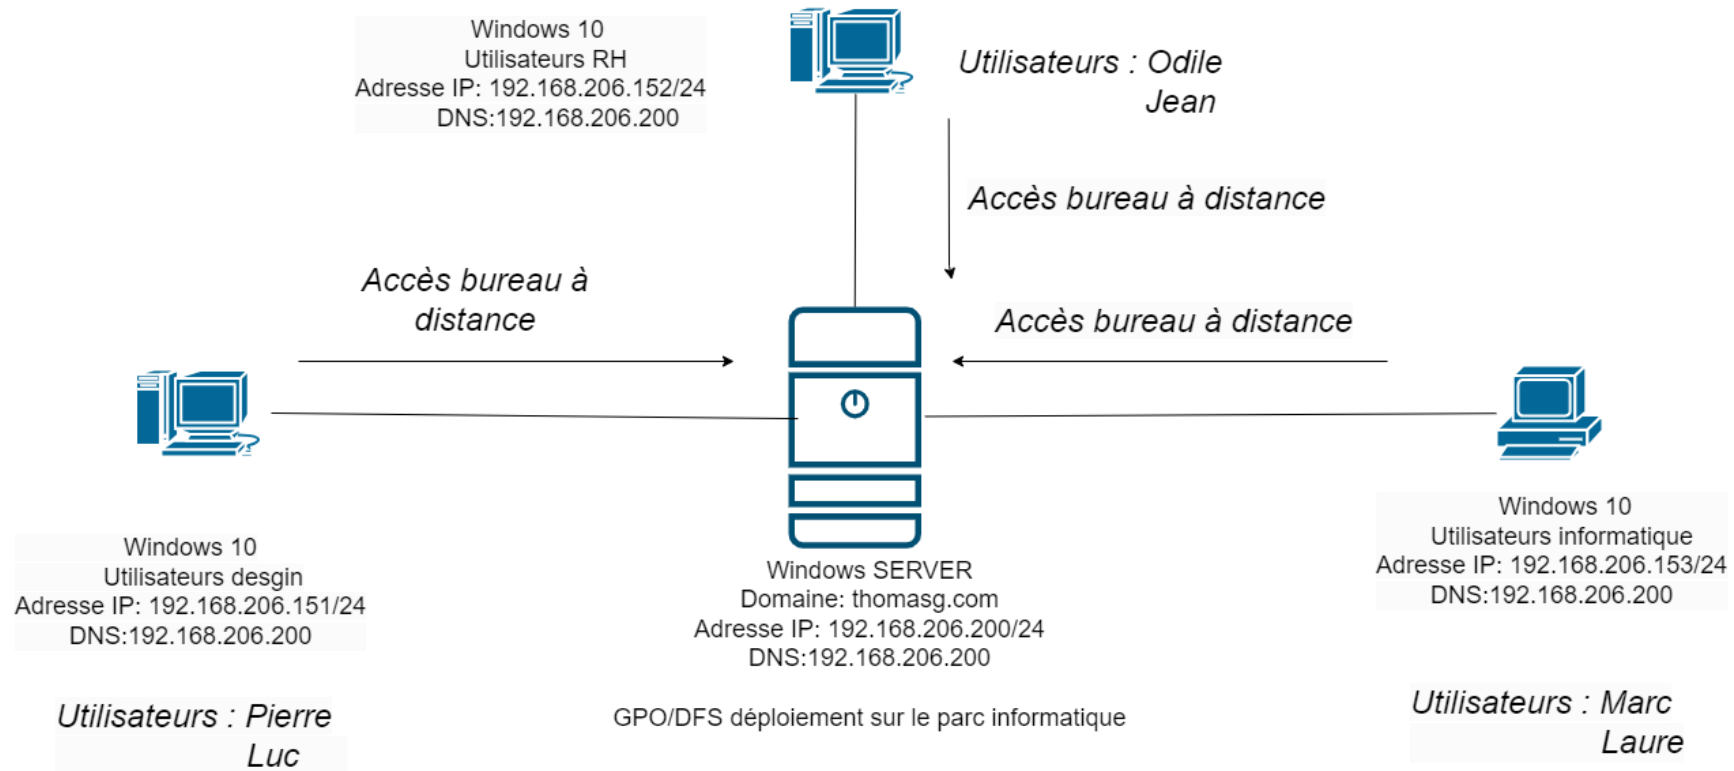 Windows 10
Utilisateurs RH
Adresse IP: 192.168.206.152/24
DNS:192.168.206.200
Utilisateurs : Odile
Jean
Accès bureau à distance
Accès bureau à
distance
Accès bureau à distance
Windows 10
Utilisateurs desgin
Adresse IP: 192.168.206.151/24
DNS:192.168.206.200
Utilisateurs : Pierre
Luc
Windows SERVER
Domaine: thomasg.com
Adresse IP: 192.168.206.200/24
DNS:192.168.206.200
GPO/DFS déploiement sur le parc informatique
Windows 10
Utilisateurs informatique
Adresse IP: 192.168.206.153/24
DNS:192.168.206.200
Utilisateurs : Marc
Laure